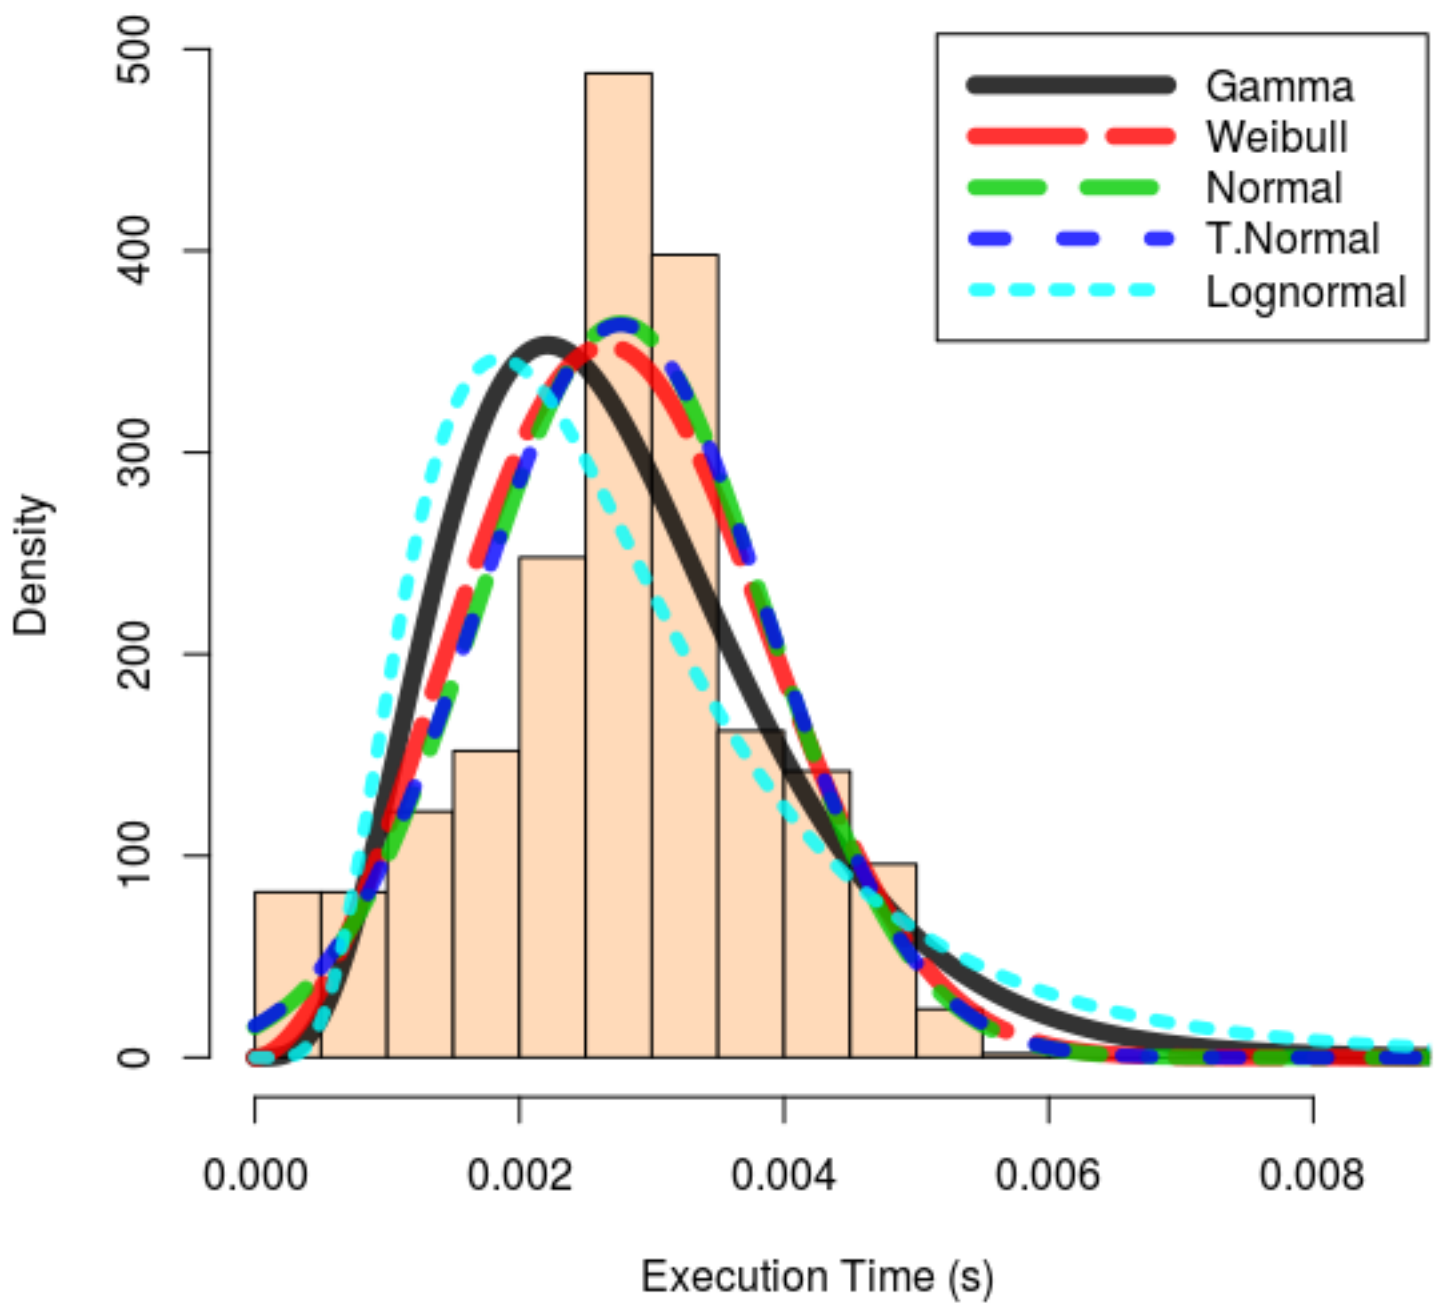 Density
500
400
300
200
100
0
Gamma
Weibull
Normal
T.Normal
Lognormal
0.000 0.002 0.004 0.006 0.008
Execution Time (s)